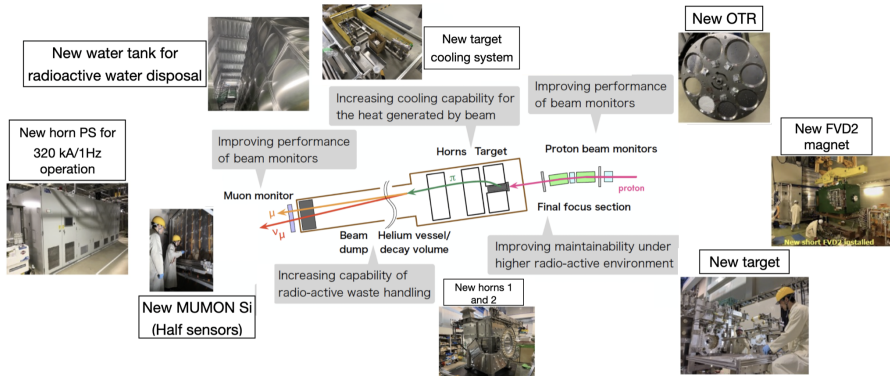 New water tank for
radioactive water disposal
New target
cooling system
New OTR
Increasing cooling capability for
the heat generated by beam
Improving performance
of beam monitors
New horn PS for
320 kA/1Hz
operation
Improving performance
of beam monitors
New FVD2
magnet
Horns Target
Proton beam monitors
Muon monitor
π
proton
μ
νμ
Final focus section
Beam
dump
Helium vessel/
decay volume
New short FVD2 installed
Improving maintainability under
higher radio-active environment
New target
Increasing capability of
radio-active waste handling
New MUMON Si
(Half sensors)
New horns 1
and 2